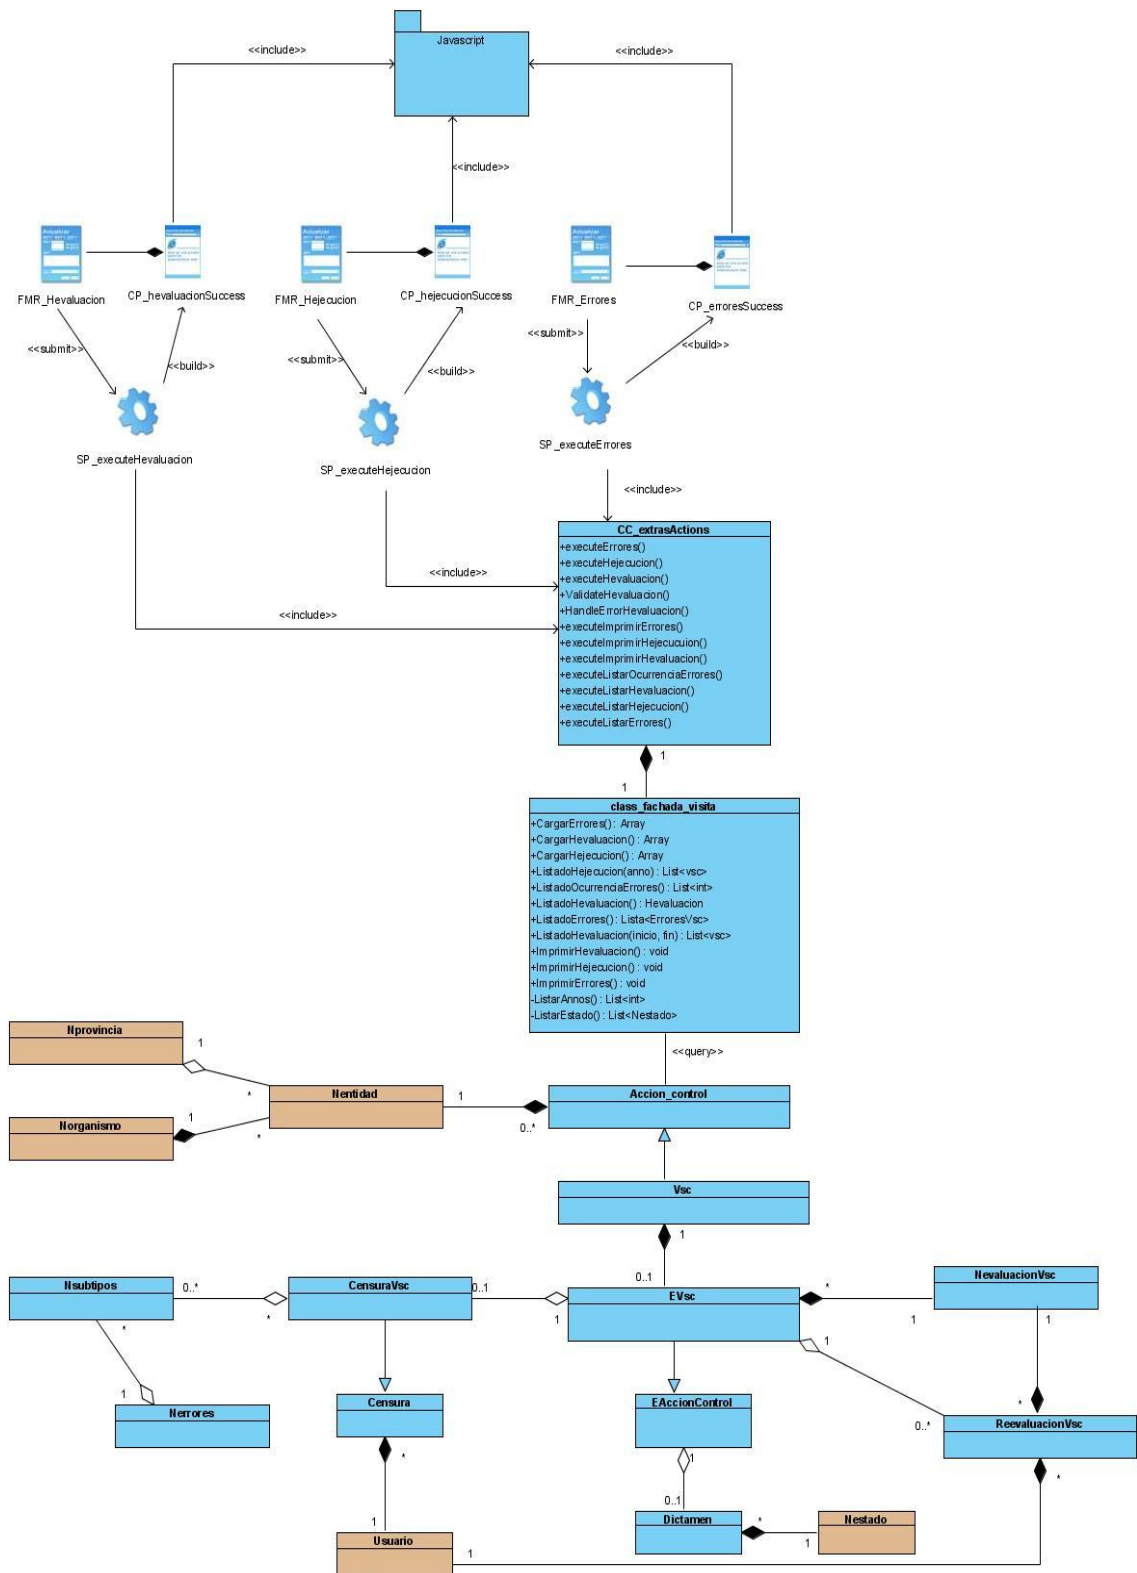 Javascript
<<include>>
<<include>>
<<include>>
FMR_Hevaluacion
CP_hevaluacionSuccess
FMR_Hejecucion
CP_hejecucionSuccess
FMR_Errores
CP_erroresSuccess
<<submit>>
<<build>>
<<submit>>
<<build>>
<<submit>>
<<build>>
SP_executeHevaluacion
SP_executeHejecucion
SP_executeErrores
<<include>>
<<include>>
<<include>>
CC_extrasActions
+executeErrores()
+executeHejecucion()
+executeHevaluacion()
+ValidateHevaluacion()
+HandleErrorHevaluacion()
+executeImprimirErrores()
+executeImprimirHejecucuion()
+executeImprimirHevaluacion()
+executeListarOcurrenciaErrores()
+executeListarHevaluacion()
+executeListarHejecucion()
+executeListarErrores()
1
1
class_fachada_visita
+CargarErrores() : Array
+CargarHevaluacion() : Array
+CargarHejecucion() : Array
+ListadoHejecucion(anno) : List<vsc>
+ListadoOcurrenciaErrores() : List<int>
+ListadoHevaluacion() : Hevaluacion
+ListadoErrores() : Lista<ErroresVsc>
+ListadoHevaluacion(inicio, fin) : List<vsc>
+ImprimirHevaluacion() : void
+ImprimirHejecucion() : void
+ImprimirErrores() : void
-ListarAnnos() : List<int>
-ListarEstado() : List<Nestado>
<<query>>
Nprovincia
1
*
Nentidad
1
0..*
Accion_control
Norganismo
1
*
Vsc
1
0..1
Nsubtipos
0..*
*
CensuraVsc
0..1
1
EVsc
*
1
NevaluacionVsc
1
*
*
1
Nerrores
Censura
*
1
EAccionControl
1
0..1
1
0..*
ReevaluacionVsc
*
Dictamen
*
1
Nestado
Usuario
1